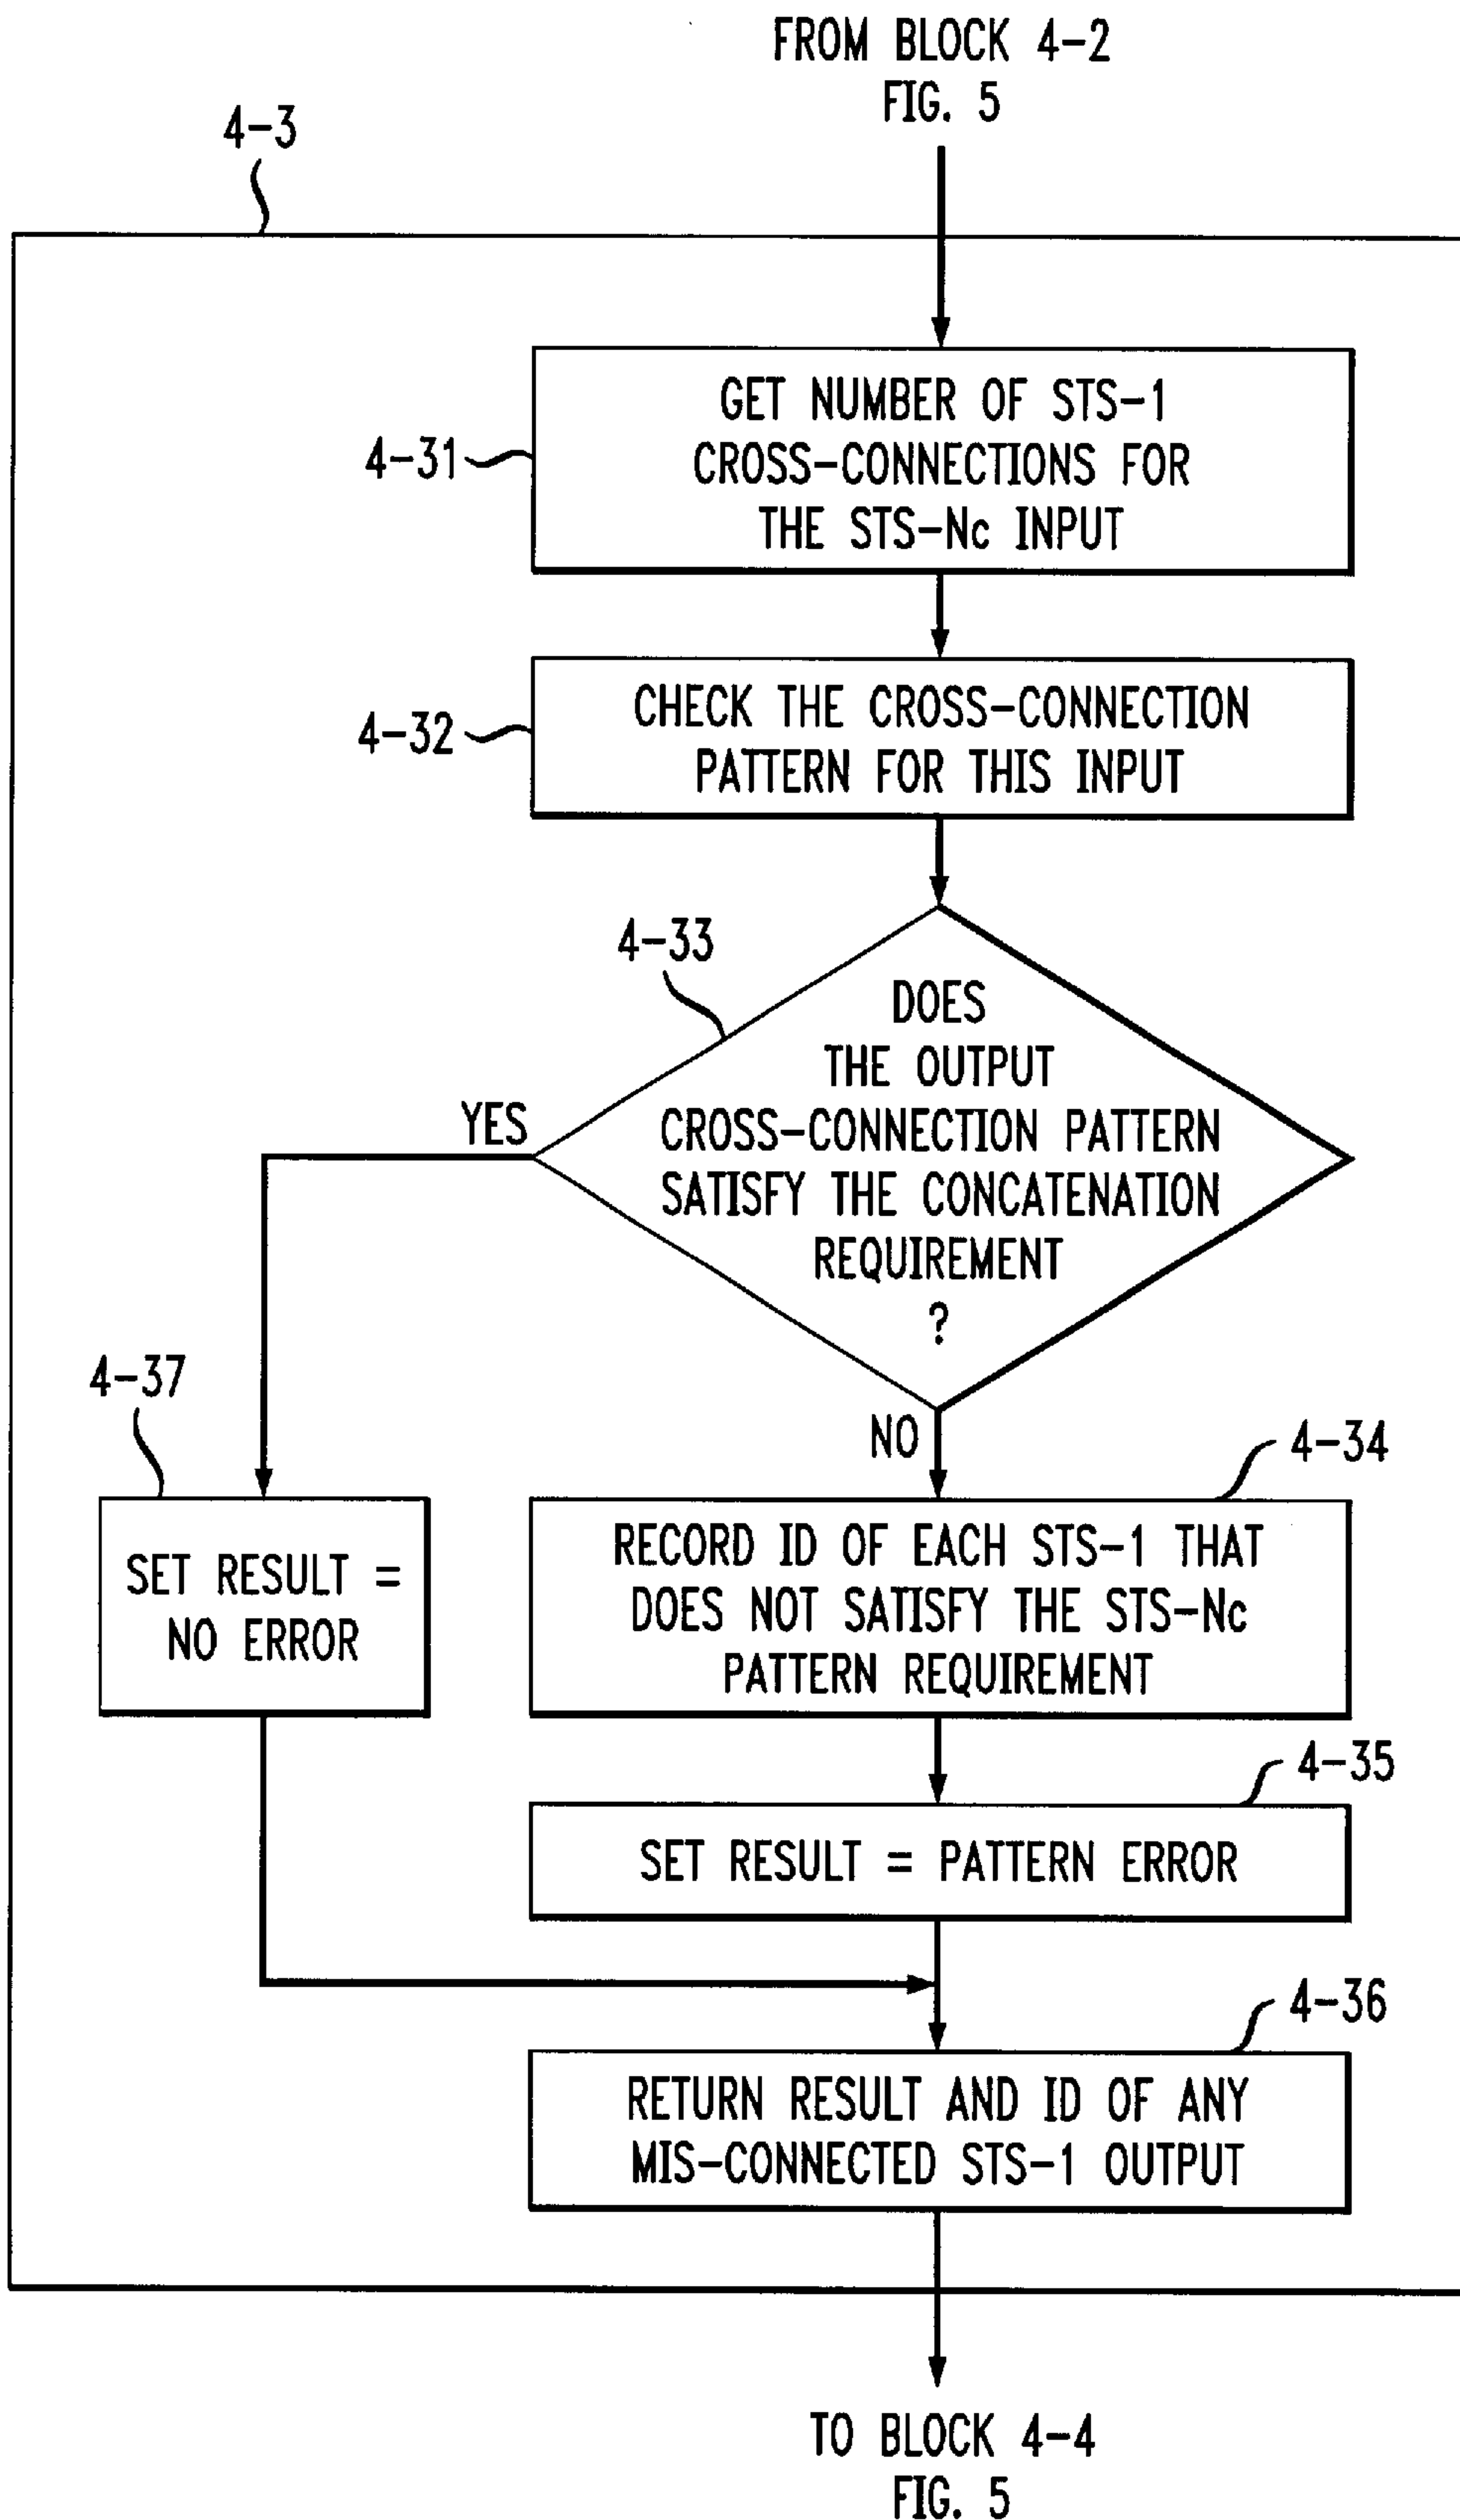 FROM BLOCK 4-2
FIG. 5
4-3
GET NUMBER OF STS-1
CROSS-CONNECTIONS FOR
THE STS-Nc INPUT
4-31
CHECK THE CROSS-CONNECTION
PATTERN FOR THIS INPUT
4-32
4-33
DOES
THE OUTPUT
CROSS-CONNECTION PATTERN
SATISFY THE CONCATENATION
REQUIREMENT
?
YES
NO
4-37
SET RESULT =
NO ERROR
4-34
RECORD ID OF EACH STS-1 THAT
DOES NOT SATISFY THE STS-Nc
PATTERN REQUIREMENT
4-35
SET RESULT = PATTERN ERROR
4-36
RETURN RESULT AND ID OF ANY
MIS-CONNECTED STS-1 OUTPUT
TO BLOCK 4-4
FIG. 5